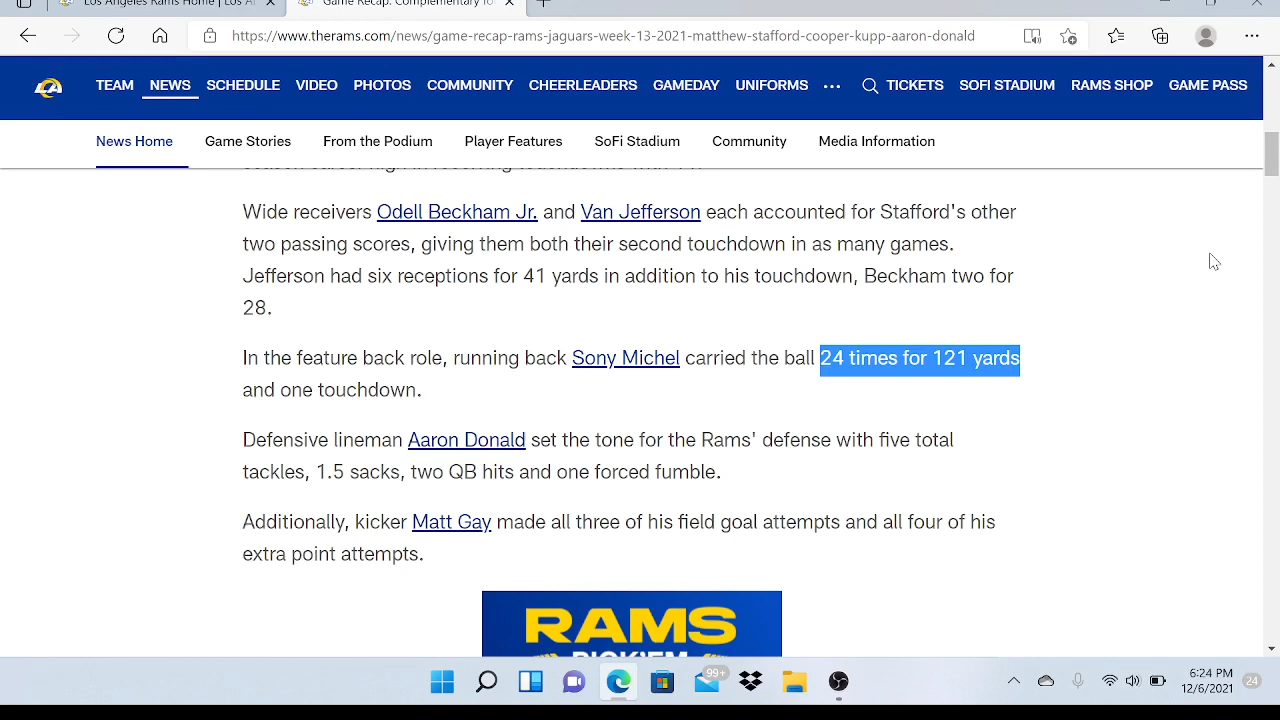 Los Angeles Rams Home | Los A
Game Recap: Complementary fo
https://www.therams.com/news/game-recap-rams-jaguars-week-13-2021-matthew-stafford-cooper-kupp-aaron-donald
TEAM NEWS SCHEDULE VIDEO PHOTOS COMMUNITY CHEERLEADERS GAMEDAY UNIFORMS ... TICKETS SOFI STADIUM RAMS SHOP GAME PASS
News Home Game Stories From the Podium Player Features SoFi Stadium Community Media Information
Wide receivers Odell Beckham Jr. and Van Jefferson each accounted for Stafford's other
two passing scores, giving them both their second touchdown in as many games.
Jefferson had six receptions for 41 yards in addition to his touchdown, Beckham two for
28.
In the feature back role, running back Sony Michel carried the ball 24 times for 121 yards
and one touchdown.
Defensive lineman Aaron Donald set the tone for the Rams' defense with five total
tackles, 1.5 sacks, two QB hits and one forced fumble.
Additionally, kicker Matt Gay made all three of his field goal attempts and all four of his
extra point attempts.
RAMS
PICK'EM
99+
6:24 PM
12/6/2021
24